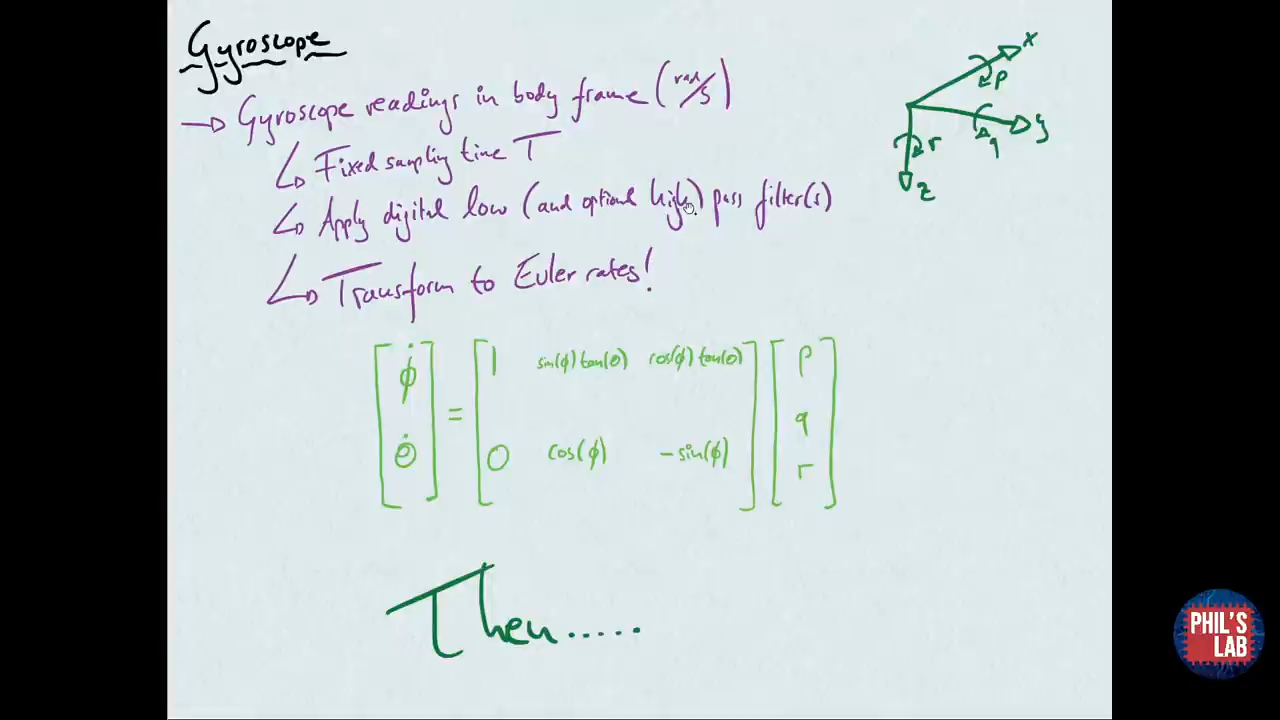 Gyroscope
→ Gyroscope readings in body frame (rad/s)
↳ Fixed sampling time T
↳ Apply digital low (and optional high) pass filter(s)
↳ Transform to Euler rates!
x
p
y
q
r
z
[φ̇] = [1 sin(φ)tan(θ) cos(φ)tan(θ)] [p]
q
[θ̇] [0 cos(φ) -sin(φ)] [r]
Then.....
PHIL'S
LAB